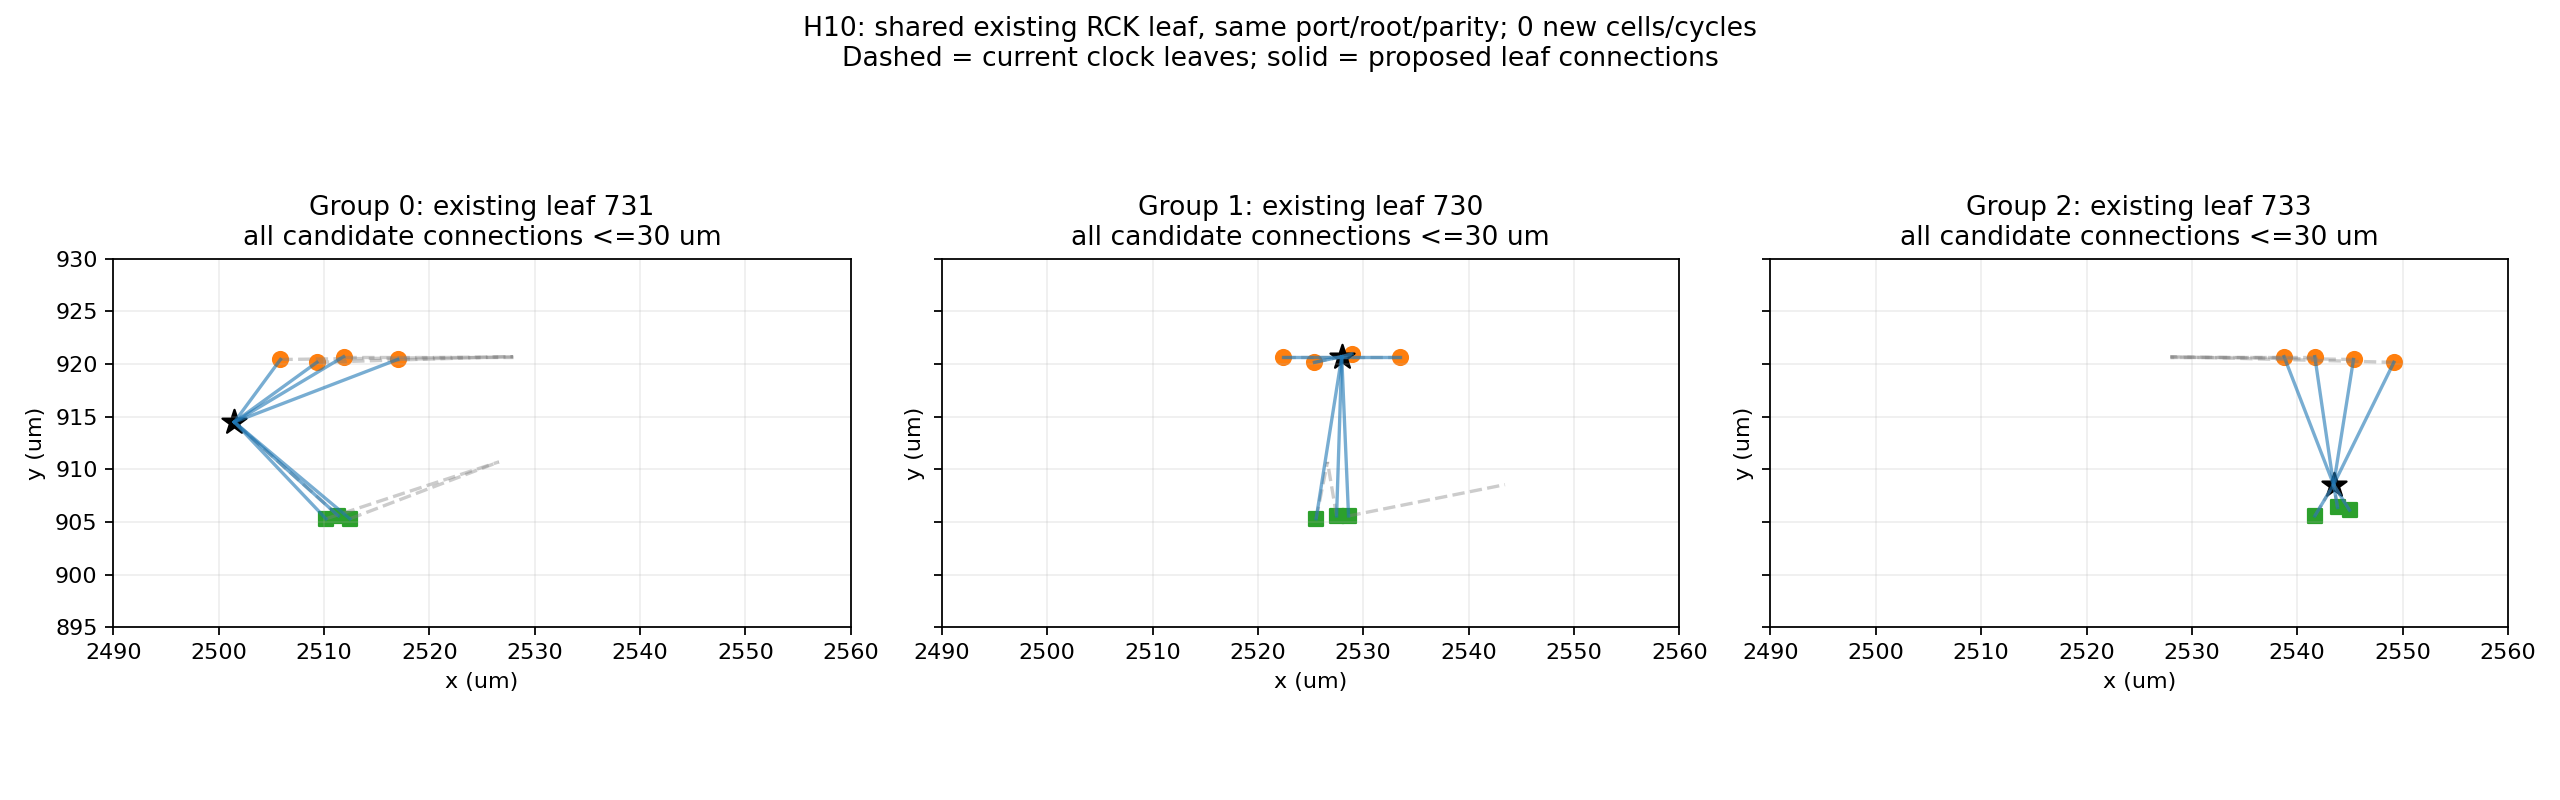 H10: shared existing RCK leaf, same port/root/parity; 0 new cells/cycles
Dashed = current clock leaves; solid = proposed leaf connections
Group 0: existing leaf 731
all candidate connections <=30 um
Group 1: existing leaf 730
all candidate connections <=30 um
Group 2: existing leaf 733
all candidate connections <=30 um
930
925
920
915
910
905
900
895
y (um)
2490 2500 2510 2520 2530 2540 2550 2560
x (um)
y (um)
2490 2500 2510 2520 2530 2540 2550 2560
x (um)
y (um)
2490 2500 2510 2520 2530 2540 2550 2560
x (um)